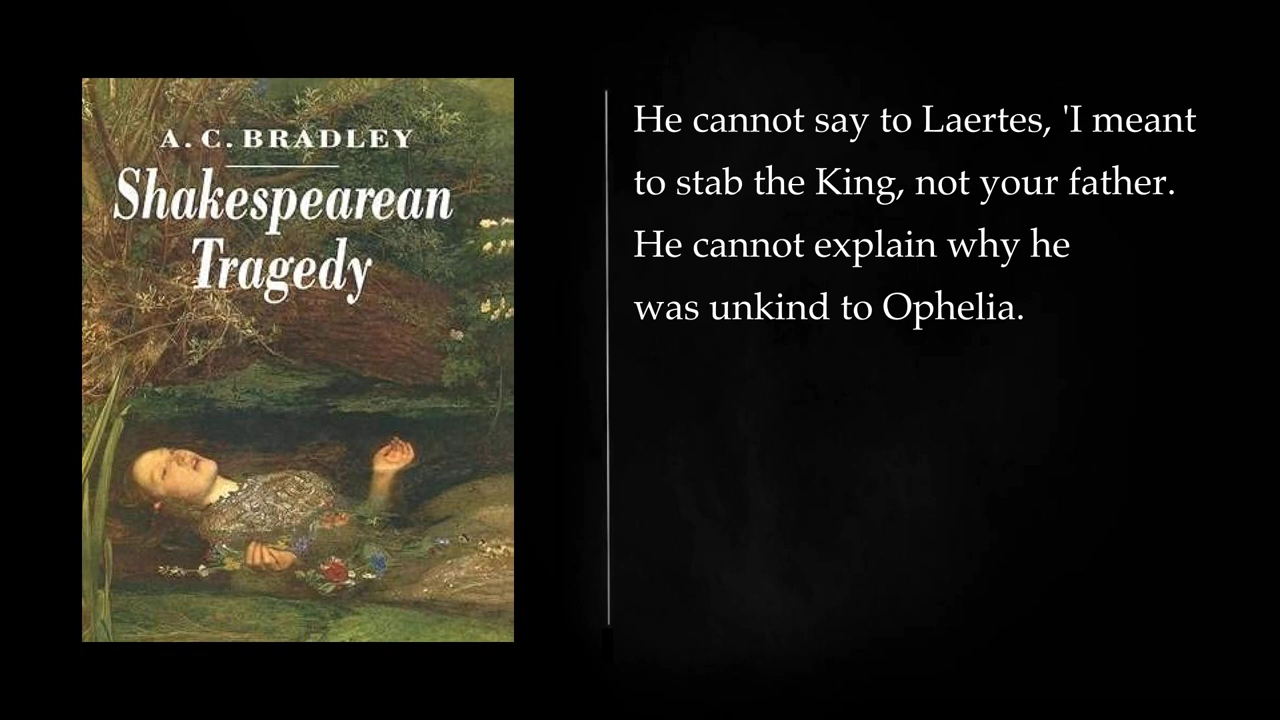 A. C. BRADLEY
Shakespearean
Tragedy
He cannot say to Laertes, 'I meant
to stab the King, not your father.
He cannot explain why he
was unkind to Ophelia.